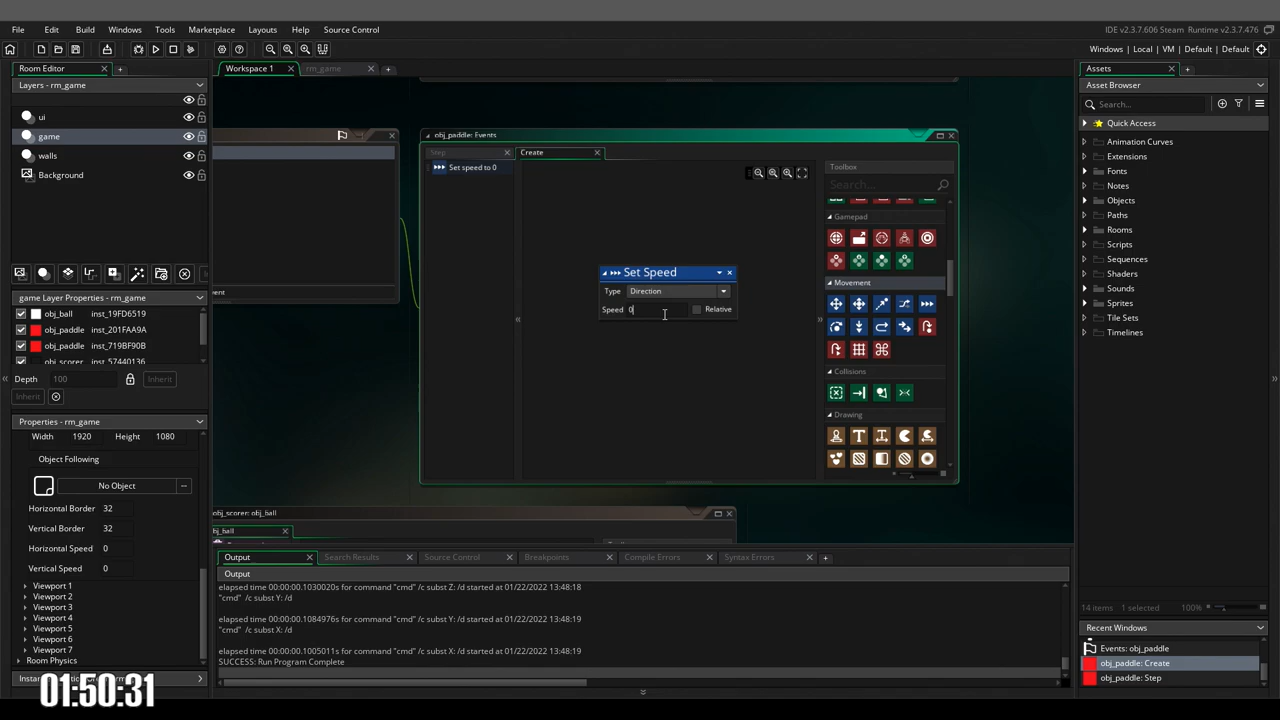 File Edit Build Windows Tools Marketplace Layouts Help Source Control
IDE v2.3.7.606 Steam Runtime v2.3.7.476
Windows | Local | VM | Default | Default
Room Editor
Workspace 1
rm_game
Assets
Layers - rm_game
Asset Browser
Search...
ui
game
walls
Background
Quick Access
Animation Curves
Extensions
Fonts
Notes
Objects
Paths
Rooms
Scripts
Sequences
Shaders
Sounds
Sprites
Tile Sets
Timelines
obj_paddle: Events
Step
Create
Set speed to 0
Toolbox
Search...
Gamepad
Movement
Collisions
Drawing
Set Speed
Type Direction
Speed 0
Relative
vent
game Layer Properties - rm_game
obj_ball inst_19FD6519
obj_paddle inst_201FAA9A
obj_paddle inst_719BF90B
obj_scorer inst_57440136
Depth 100 Inherit
Inherit
Properties - rm_game
Width 1920 Height 1080
Object Following
No Object
Horizontal Border 32
Vertical Border 32
Horizontal Speed 0
Vertical Speed 0
Viewport 1
Viewport 2
Viewport 3
Viewport 4
Viewport 5
Viewport 6
Viewport 7
Room Physics
obj_scorer: obj_ball
bj_ball
Output
Search Results
Source Control
Breakpoints
Compile Errors
Syntax Errors
Output
elapsed time 00:00:00.1030020s for command "cmd" /c subst Z: /d started at 01/22/2022 13:48:18
"cmd" /c subst Y: /d
elapsed time 00:00:00.1084976s for command "cmd" /c subst Y: /d started at 01/22/2022 13:48:19
"cmd" /c subst X: /d
elapsed time 00:00:00.1005011s for command "cmd" /c subst X: /d started at 01/22/2022 13:48:19
SUCCESS: Run Program Complete
14 items 1 selected 100%
Recent Windows
Events: obj_paddle
obj_paddle: Create
obj_paddle: Step
01:50:31